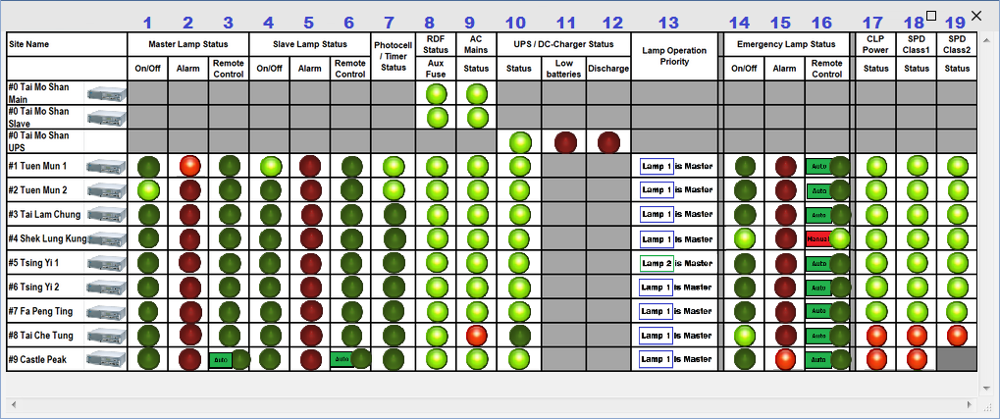 1 2 3 4 5 6 7 8 9 10 11 12 13 14 15 16 17 18 19
Site Name Master Lamp Status Slave Lamp Status Photocell / Timer Status RDF Status AC Mains UPS / DC-Charger Status Lamp Operation Priority Emergency Lamp Status CLP Power SPD Class1 SPD Class2
On/Off Alarm Remote Control On/Off Alarm Remote Control Aux Fuse Status Status Low batteries Discharge On/Off Alarm Remote Control Status Status Status
#0 Tai Mo Shan Main
#0 Tai Mo Shan Slave
#0 Tai Mo Shan UPS
#1 Tuen Mun 1 Lamp 1 is Master Auto
#2 Tuen Mun 2 Lamp 1 is Master Auto
#3 Tai Lam Chung Lamp 1 is Master Auto
#4 Shek Lung Kung Lamp 1 is Master Manual
#5 Tsing Yi 1 Lamp 2 is Master Auto
#6 Tsing Yi 2 Lamp 1 is Master Auto
#7 Fa Peng Ting Lamp 1 is Master Auto
#8 Tai Che Tung Lamp 1 is Master Auto
#9 Castle Peak Auto Auto Lamp 1 is Master Auto